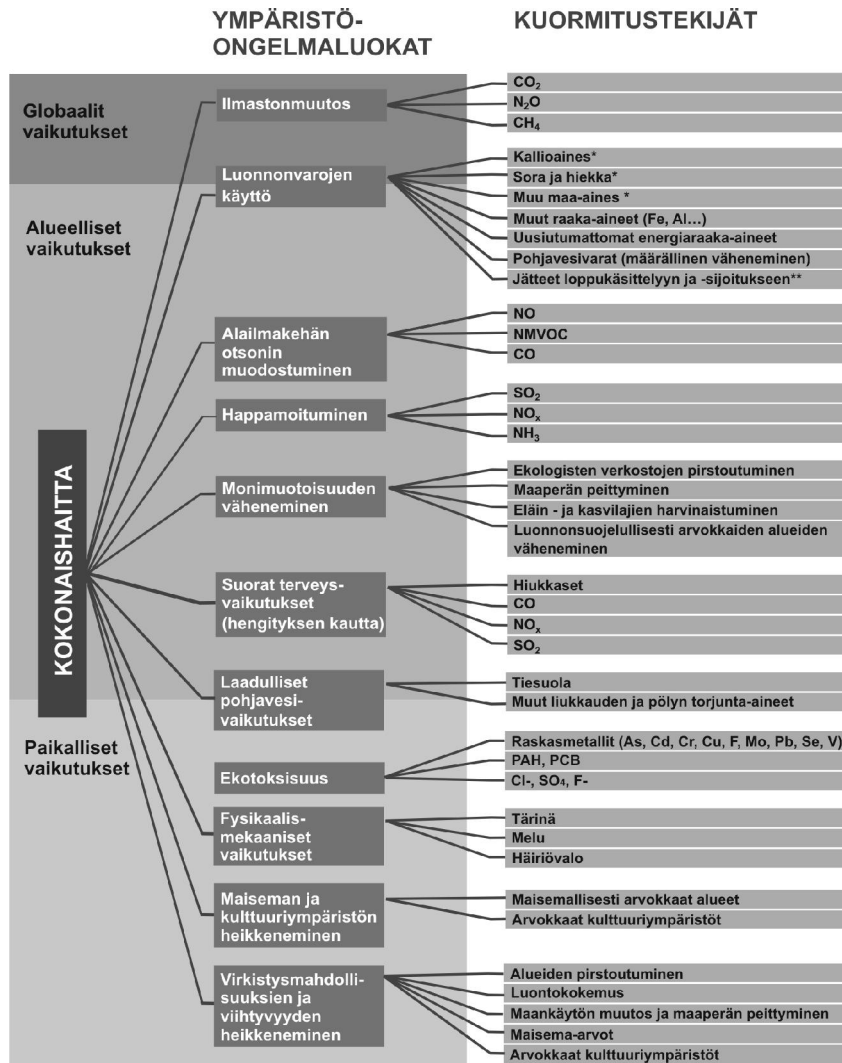 YMPÄRISTÖ-
ONGELMALUOKAT
KUORMITUSTEKIJÄT
Globaalit
vaikutukset
Alueelliset
vaikutukset
Paikalliset
vaikutukset
KOKONAISHAITTA
Ilmastonmuutos
CO₂
N₂O
CH₄
Luonnonvarojen
käyttö
Kallioaines*
Sora ja hiekka*
Muu maa-aines *
Muut raaka-aineet (Fe, Al...)
Uusiutumattomat energiaraaka-aineet
Pohjavesivarat (määrällinen väheneminen)
Jätteet loppukäsittelyyn ja -sijoitukseen**
Alailmakehän
otsonin
muodostuminen
NO
NMVOC
CO
Happamoituminen
SO₂
NOₓ
NH₃
Monimuotoisuuden
väheneminen
Ekologisten verkostojen pirstoutuminen
Maaperän peittyminen
Eläin - ja kasvilajien harvinaistuminen
Luonnonsuojelullisesti arvokkaiden alueiden
väheneminen
Suorat terveys-
vaikutukset
(hengityksen kautta)
Hiukkaset
CO
NOₓ
SO₂
Laadulliset
pohjavesi-
vaikutukset
Tiesuola
Muut liukkauden ja pölyn torjunta-aineet
Ekotoksisuus
Raskasmetallit (As, Cd, Cr, Cu, F, Mo, Pb, Se, V)
PAH, PCB
Cl-, SO₄, F-
Fysikaalis-
mekaaniset
vaikutukset
Tärinä
Melu
Häiriövalo
Maiseman ja
kulttuuriympäristön
heikkeneminen
Maisemallisesti arvokkaat alueet
Arvokkaat kulttuuriympäristöt
Virkistysmahdolli-
suuksien ja
viihtyvyyden
heikkeneminen
Alueiden pirstoutuminen
Luontokokemus
Maankäytön muutos ja maaperän peittyminen
Maisema-arvot
Arvokkaat kulttuuriympäristöt